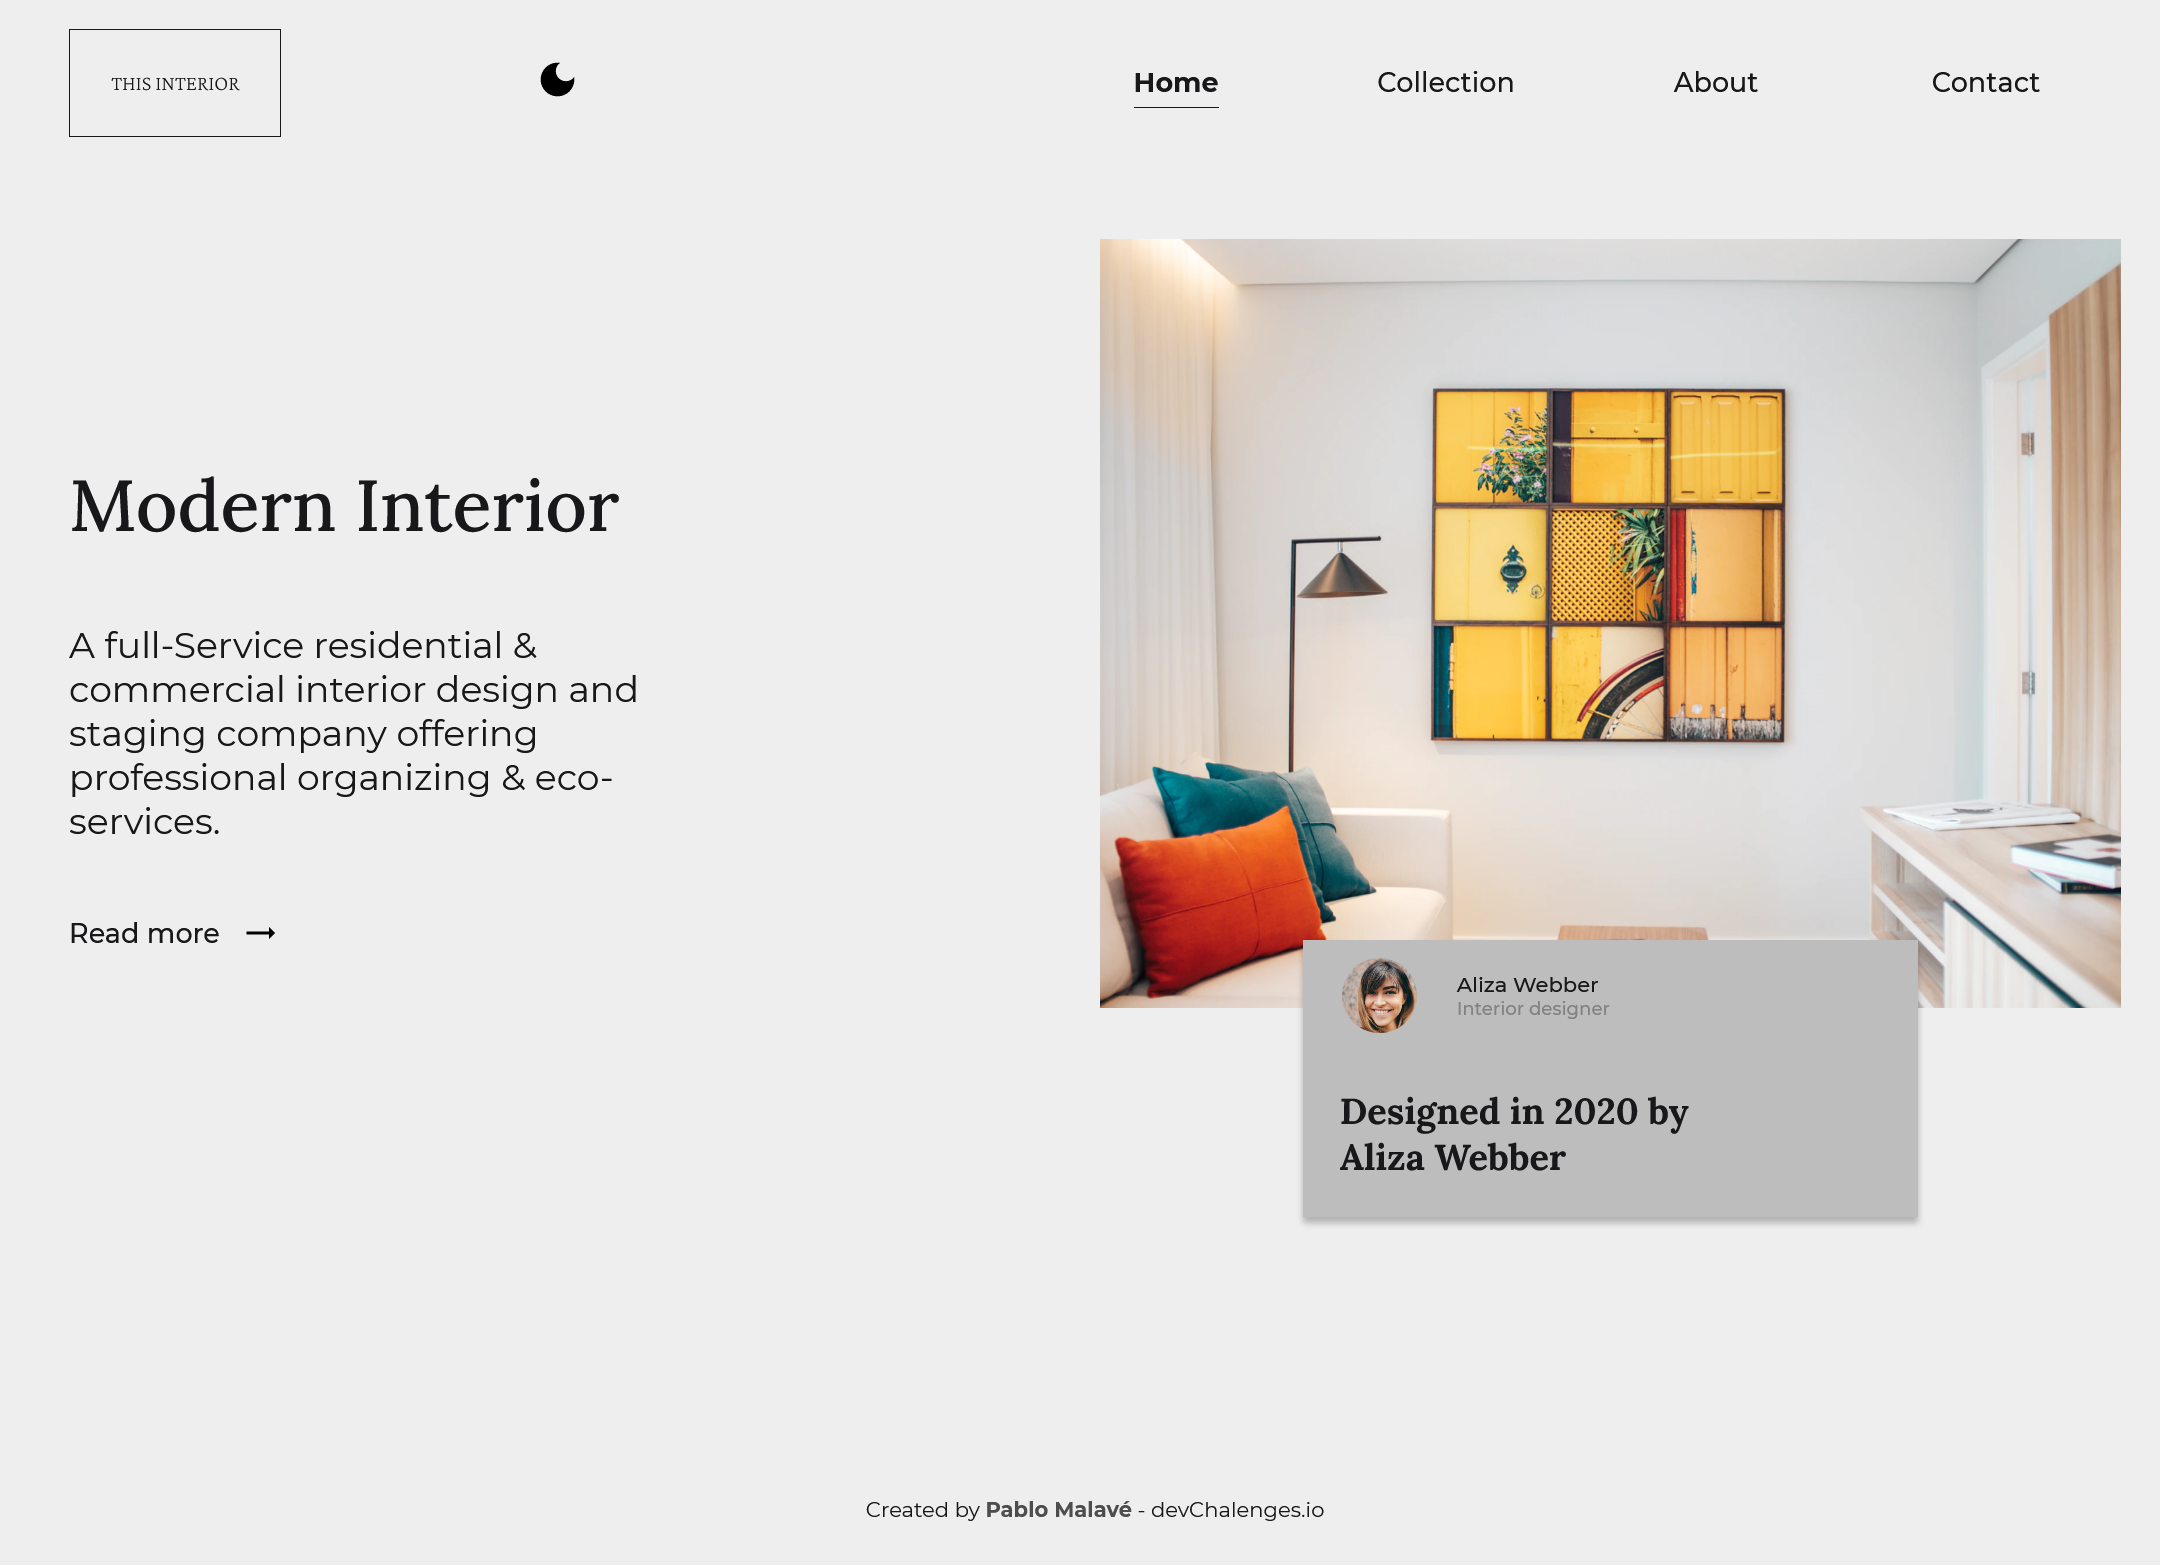 THIS INTERIOR
Home
Collection
About
Contact
Modern Interior
A full-Service residential &
commercial interior design and
staging company offering
professional organizing & eco-
services.
Read more
Aliza Webber
Interior designer
Designed in 2020 by
Aliza Webber
Created by Pablo Malavé - devChalenges.io